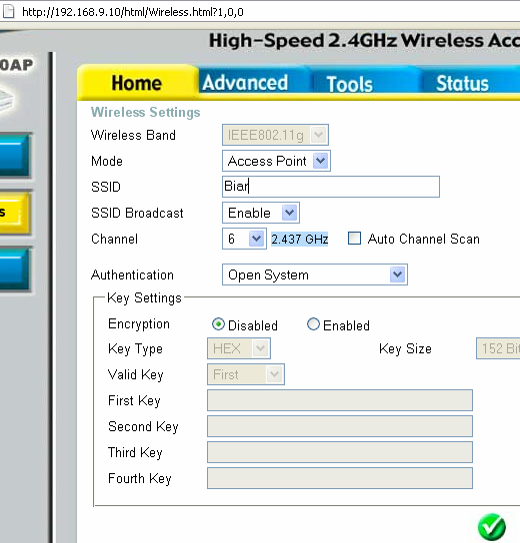 http://192.168.9.10/html/Wireless.html?1,0,0
High-Speed 2.4GHz Wireless Acc
0AP
Home Advanced Tools Status
Wireless Settings
Wireless Band IEEE802.11g
Mode Access Point
SSID Biar
s
SSID Broadcast Enable
Channel 6 2.437 GHz Auto Channel Scan
Authentication Open System
Key Settings
Encryption Disabled Enabled
Key Type HEX Key Size 152 Bit
Valid Key First
First Key
Second Key
Third Key
Fourth Key